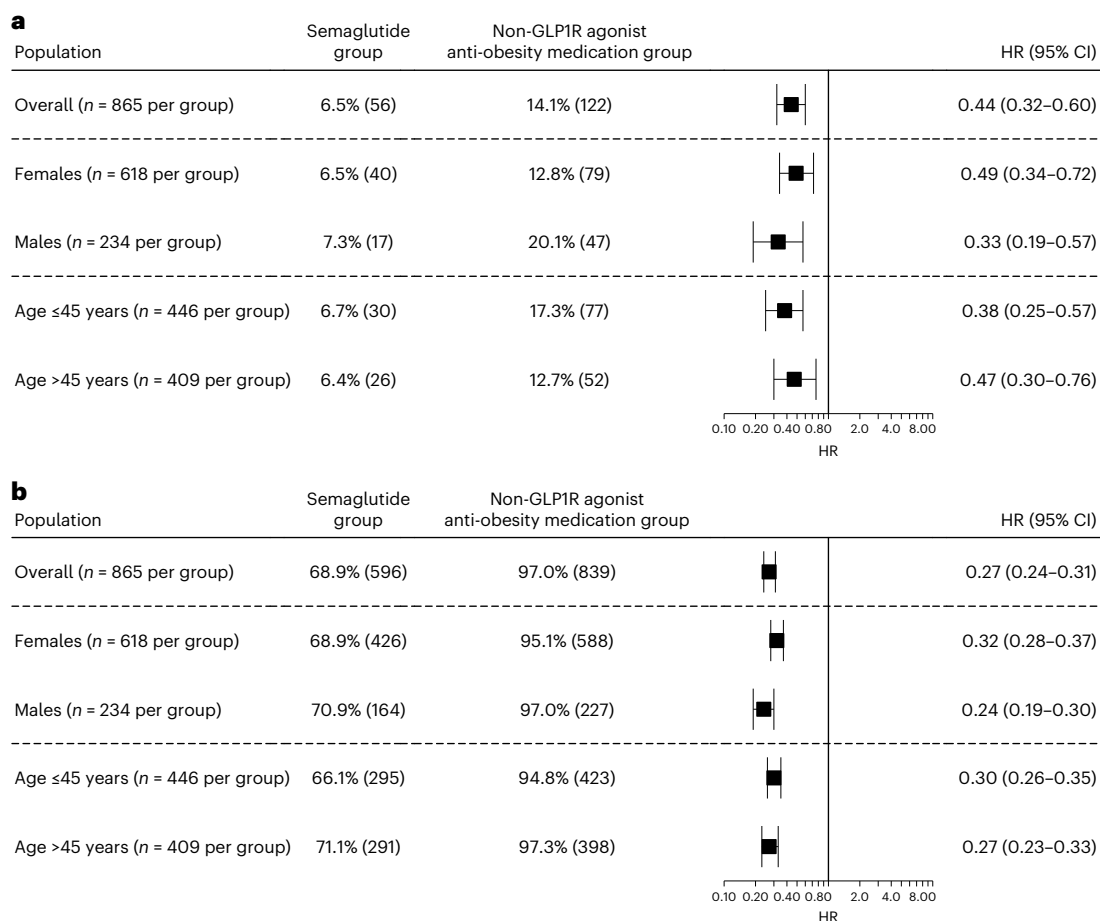 a
Population Semaglutide group Non-GLP1R agonist anti-obesity medication group HR (95% CI)
Overall (n = 865 per group) 6.5% (56) 14.1% (122) 0.44 (0.32–0.60)
Females (n = 618 per group) 6.5% (40) 12.8% (79) 0.49 (0.34–0.72)
Males (n = 234 per group) 7.3% (17) 20.1% (47) 0.33 (0.19–0.57)
Age ≤45 years (n = 446 per group) 6.7% (30) 17.3% (77) 0.38 (0.25–0.57)
Age >45 years (n = 409 per group) 6.4% (26) 12.7% (52) 0.47 (0.30–0.76)
0.10 0.20 0.40 0.80 2.0 4.0 8.00
HR
b
Population Semaglutide group Non-GLP1R agonist anti-obesity medication group HR (95% CI)
Overall (n = 865 per group) 68.9% (596) 97.0% (839) 0.27 (0.24–0.31)
Females (n = 618 per group) 68.9% (426) 95.1% (588) 0.32 (0.28–0.37)
Males (n = 234 per group) 70.9% (164) 97.0% (227) 0.24 (0.19–0.30)
Age ≤45 years (n = 446 per group) 66.1% (295) 94.8% (423) 0.30 (0.26–0.35)
Age >45 years (n = 409 per group) 71.1% (291) 97.3% (398) 0.27 (0.23–0.33)
0.10 0.20 0.40 0.80 2.0 4.0 8.00
HR